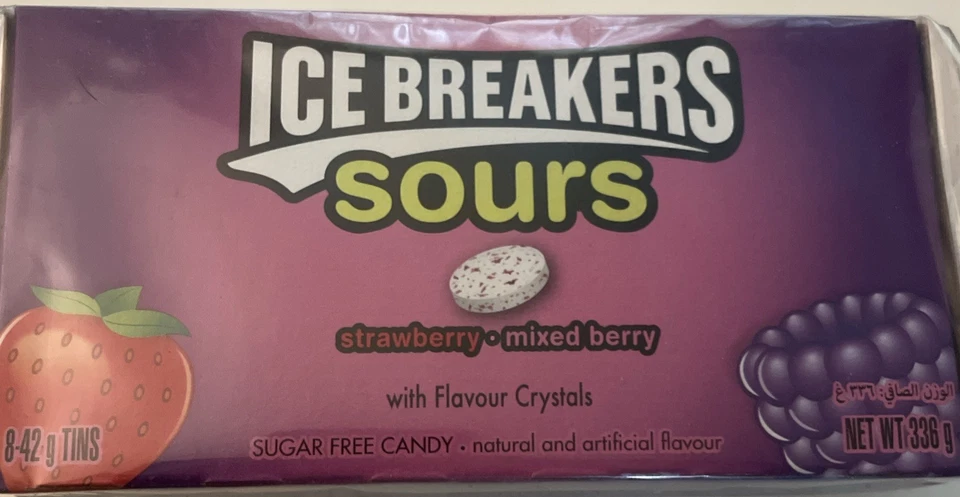 ICE BREAKERS
sours
strawberry • mixed berry
with Flavour Crystals
SUGAR FREE CANDY • natural and artificial flavour
8-42 g TINS
الوزن الصافي: ٣٣٦ غ
NET WT 336 g